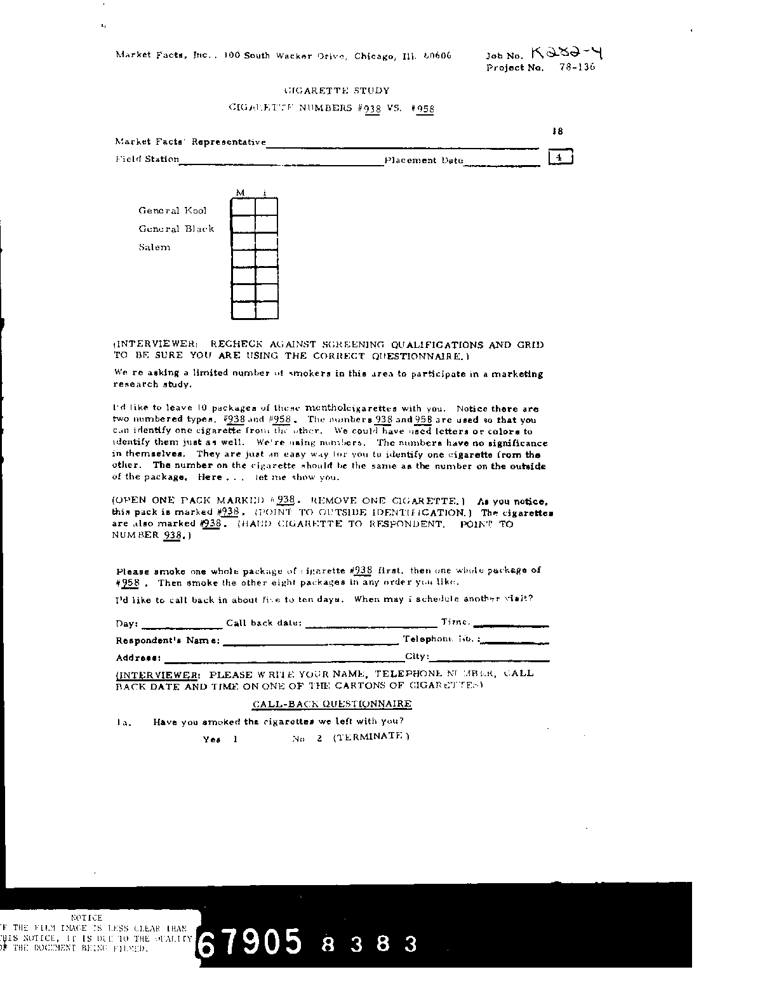 Market Facts, Inc., 100 South Wacker Drive, Chicago, Ill. 60606
Job No. K282-4
Project No. 78-136
CIGARETTE STUDY
CIGARETTE NUMBERS #938 VS. #958
18
Market Facts' Representative
Field Station Placement Date 4
M
General Kool
General Black
Salem
(INTERVIEWER: RECHECK AGAINST SCREENING QUALIFICATIONS AND GRID
TO BE SURE YOU ARE USING THE CORRECT QUESTIONNAIRE.)
We re asking a limited number of smokers in this area to participate in a marketing
research study.
I'd like to leave 10 packages of these mentholcigarettes with you. Notice there are
two numbered types, #938 and #958. The numbers 938 and 958 are used so that you
can identify one cigarette from the other. We could have used letters or colors to
identify them just as well. We're using numbers. The numbers have no significance
in themselves. They are just an easy way for you to identify one cigarette from the
other. The number on the cigarette should be the same as the number on the outside
of the package. Here . . . let me show you.
(OPEN ONE PACK MARKED #938. REMOVE ONE CIGARETTE.) As you notice,
this pack is marked #938. (POINT TO OUTSIDE IDENTIFICATION.) The cigarettes
are also marked #938. (HAND CIGARETTE TO RESPONDENT. POINT TO
NUMBER 938.)
Please smoke one whole package of cigarette #938 first, then one whole package of
#958 . Then smoke the other eight packages in any order you like.
I'd like to call back in about five to ten days. When may i schedule another visit?
Day: Call back date: Time:
Respondent's Name: Telephone No.:
Address: City:
(INTERVIEWER: PLEASE WRITE YOUR NAME, TELEPHONE NUMBER, CALL
BACK DATE AND TIME ON ONE OF THE CARTONS OF CIGARETTES)
CALL-BACK QUESTIONNAIRE
1a. Have you smoked the cigarettes we left with you?
Yes 1 No 2 (TERMINATE)
NOTICE
F THE FILM IMAGE IS LESS CLEAR THAN
THIS NOTICE, IT IS DUE TO THE QUALITY
OF THE DOCUMENT BEING FILMED.
67905 8383